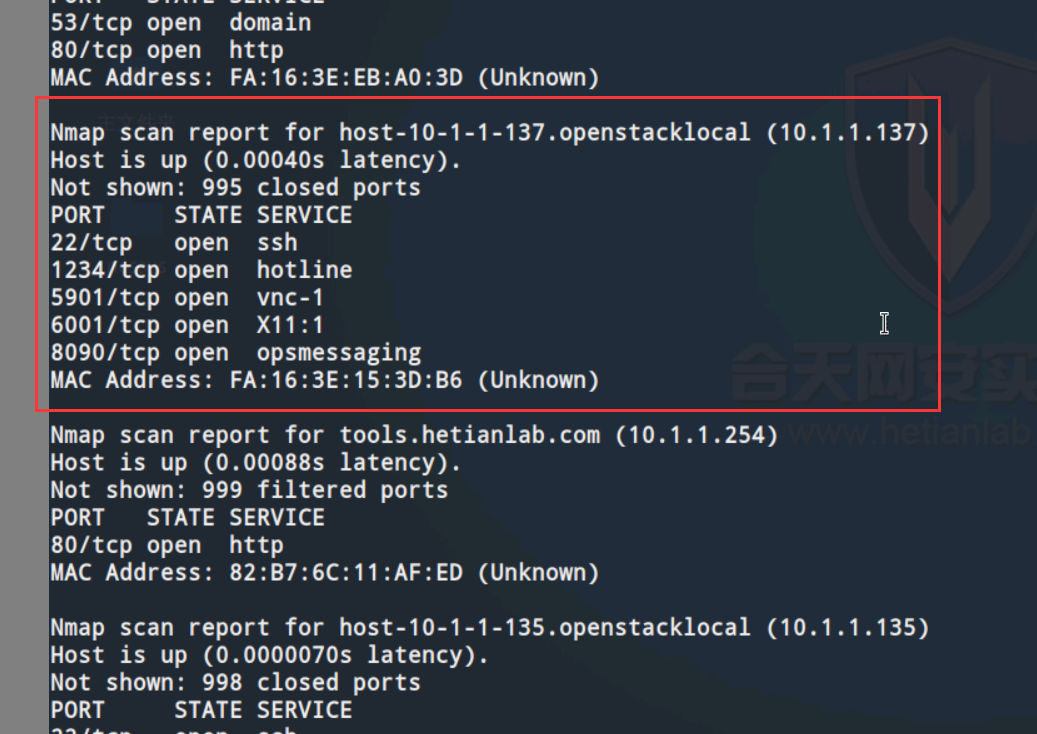 PORT   STATE SERVICE
53/tcp open  domain
80/tcp open  http
MAC Address: FA:16:3E:EB:A0:3D (Unknown)
Nmap scan report for host-10-1-1-137.openstacklocal (10.1.1.137)
Host is up (0.00040s latency).
Not shown: 995 closed ports
PORT     STATE SERVICE
22/tcp   open  ssh
1234/tcp open  hotline
5901/tcp open  vnc-1
6001/tcp open  X11:1
8090/tcp open  opsmessaging
MAC Address: FA:16:3E:15:3D:B6 (Unknown)
合天网安实
Nmap scan report for tools.hetianlab.com (10.1.1.254)
www.hetianlab
Host is up (0.00088s latency).
Not shown: 999 filtered ports
PORT   STATE SERVICE
80/tcp open  http
MAC Address: 82:B7:6C:11:AF:ED (Unknown)
Nmap scan report for host-10-1-1-135.openstacklocal (10.1.1.135)
Host is up (0.0000070s latency).
Not shown: 998 closed ports
PORT     STATE SERVICE
22/tcp   open  ssh